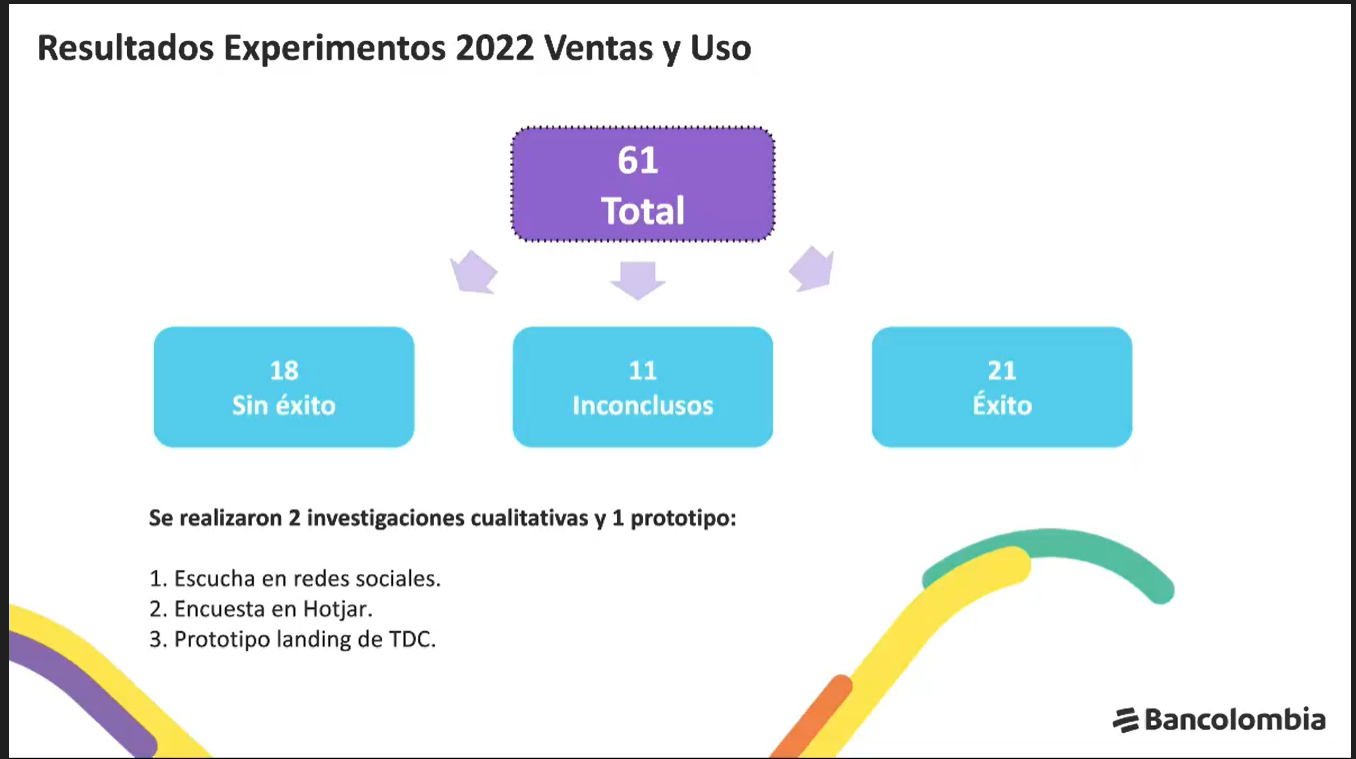 Resultados Experimentos 2022 Ventas y Uso
61
Total
18
Sin éxito
11
Inconclusos
21
Éxito
Se realizaron 2 investigaciones cualitativas y 1 prototipo:
1. Escucha en redes sociales.
2. Encuesta en Hotjar.
3. Prototipo landing de TDC.
Bancolombia